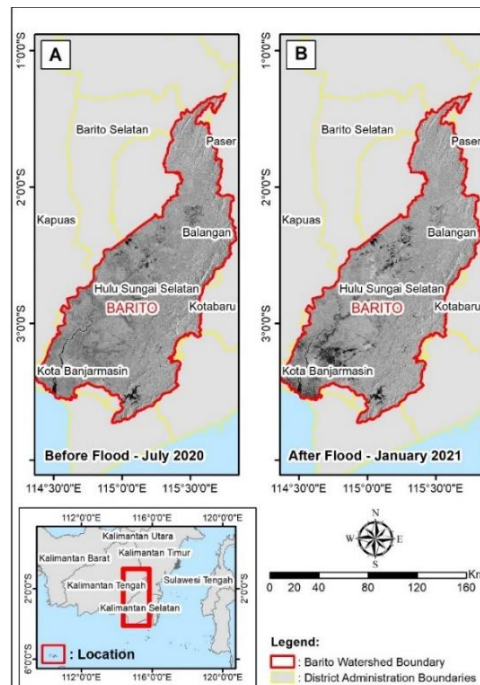 A
B
1°0'0"S
1°0'0"S
Barito Selatan
Paser
Barito Selatan
Paser
2°0'0"S
2°0'0"S
Kapuas
Balangan
Kapuas
Balangan
Hulu Sungai Selatan
Hulu Sungai Selatan
BARITO
Kotabaru
BARITO
Kotabaru
3°0'0"S
3°0'0"S
Kota Banjarmasin
Kota Banjarmasin
Before Flood - July 2020
After Flood - January 2021
114°30'0"E
115°0'0"E
115°30'0"E
114°30'0"E
115°0'0"E
115°30'0"E
112°0'0"E
116°0'0"E
120°0'0"E
Kalimantan Utara
Kalimantan Barat
Kalimantan Timur
Kalimantan Tengah
Sulawesi Tengah
Kalimantan Selatan
2°0'0"S
2°0'0"S
6°0'0"S
: Location
112°0'0"E
116°0'0"E
120°0'0"E
N
W
E
S
Km
0
20
40
80
120
160
Legend:
: Barito Watershed Boundary
: District Administration Boundaries